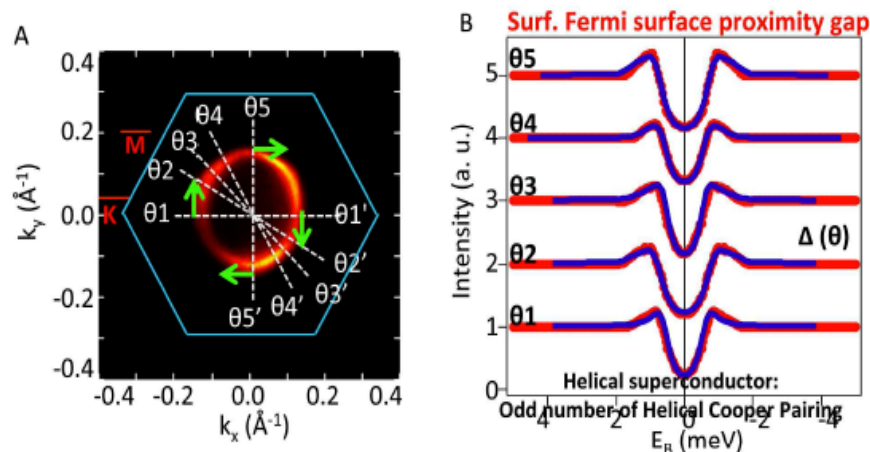 A
0.4
0.2
0.0
-0.2
-0.4
-0.4 -0.2 0.0 0.2 0.4
kx (Å-1)
ky (Å-1)
M
K
θ1
θ2
θ3
θ4
θ5
θ1'
θ2'
θ3'
θ4'
θ5'
B Surf. Fermi surface proximity gap
θ5
θ4
θ3
θ2
θ1
Δ (θ)
5
4
3
2
1
0
Intensity (a. u.)
Helical superconductor:
Odd number of Helical Cooper Pairing
4 2 0 -2 -4
EB (meV)